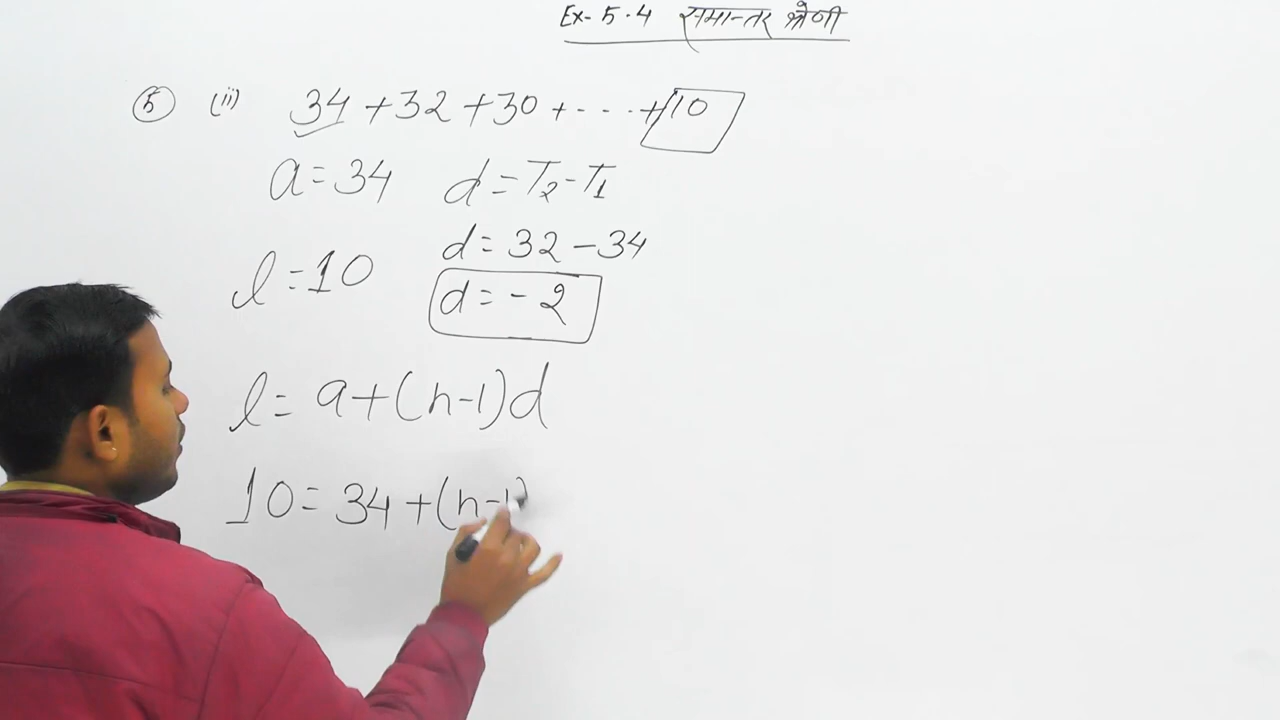 Ex- 5.4 समान्तर श्रेणी
5 (ii) 34 + 32 + 30 + - - - + 10
a = 34 d = T₂ - T₁
d = 32 - 34
l = 10 d = - 2
l = a + (n-1)d
10 = 34 + (n-1)